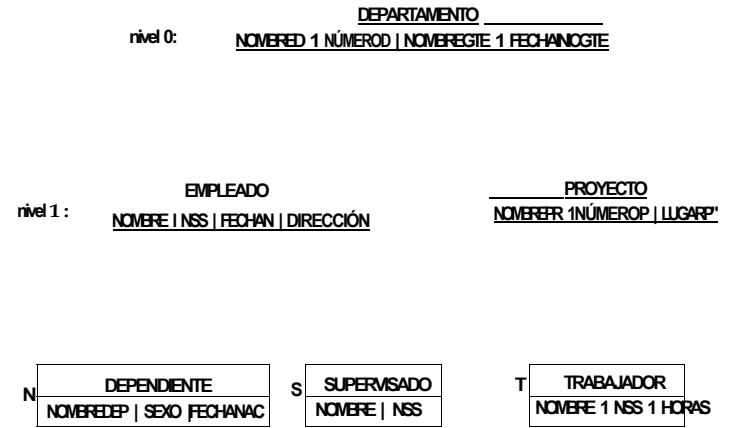 DEPARTAMENTO
nivel 0: NOMBRED 1 NÚMEROD | NOMBREGTE 1 FECHAINICGTE
EMPLEADO PROYECTO
nivel 1 : NOMBRE I NSS | FECHAN | DIRECCIÓN NOMBREPR 1NÚMEROP | LUGARP"
N DEPENDIENTE S SUPERVISADO T TRABAJADOR
NOMBREDEP | SEXO |FECHANAC NOMBRE | NSS NOMBRE 1 NSS 1 HORAS